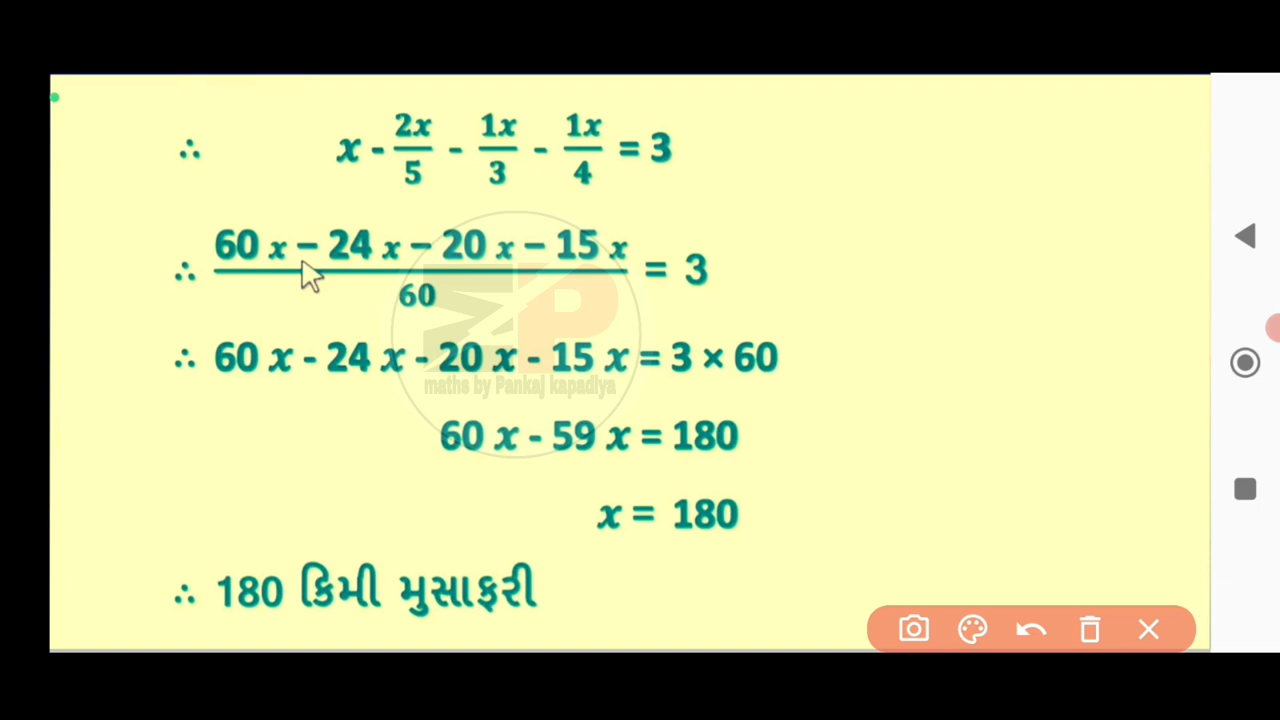 ∴ x - 2x/5 - 1x/3 - 1x/4 = 3
∴ 60 x – 24 x – 20 x – 15 x / 60 = 3
∴ 60 x - 24 x - 20 x - 15 x = 3 × 60
maths by Pankaj kapadiya
60 x - 59 x = 180
x = 180
∴ 180 કિમી મુસાફરી